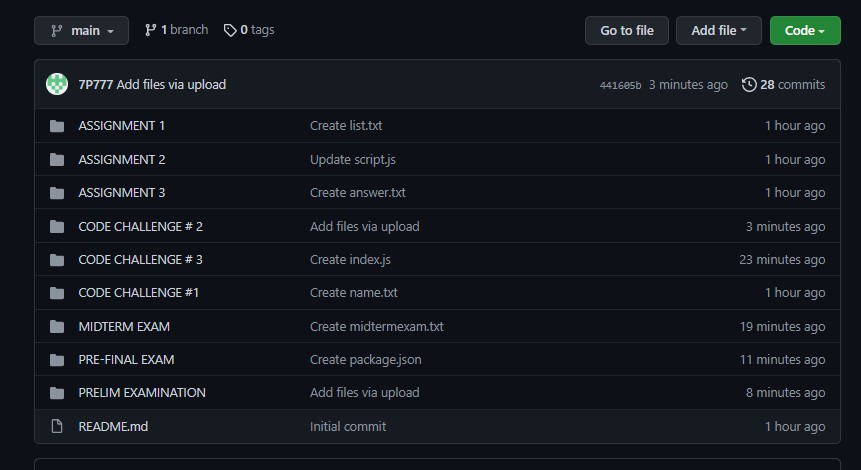 main 1 branch 0 tags Go to file Add file Code
7P777 Add files via upload 441605b 3 minutes ago 28 commits
ASSIGNMENT 1 Create list.txt 1 hour ago
ASSIGNMENT 2 Update script.js 1 hour ago
ASSIGNMENT 3 Create answer.txt 1 hour ago
CODE CHALLENGE # 2 Add files via upload 3 minutes ago
CODE CHALLENGE # 3 Create index.js 23 minutes ago
CODE CHALLENGE #1 Create name.txt 1 hour ago
MIDTERM EXAM Create midtermexam.txt 19 minutes ago
PRE-FINAL EXAM Create package.json 11 minutes ago
PRELIM EXAMINATION Add files via upload 8 minutes ago
README.md Initial commit 1 hour ago